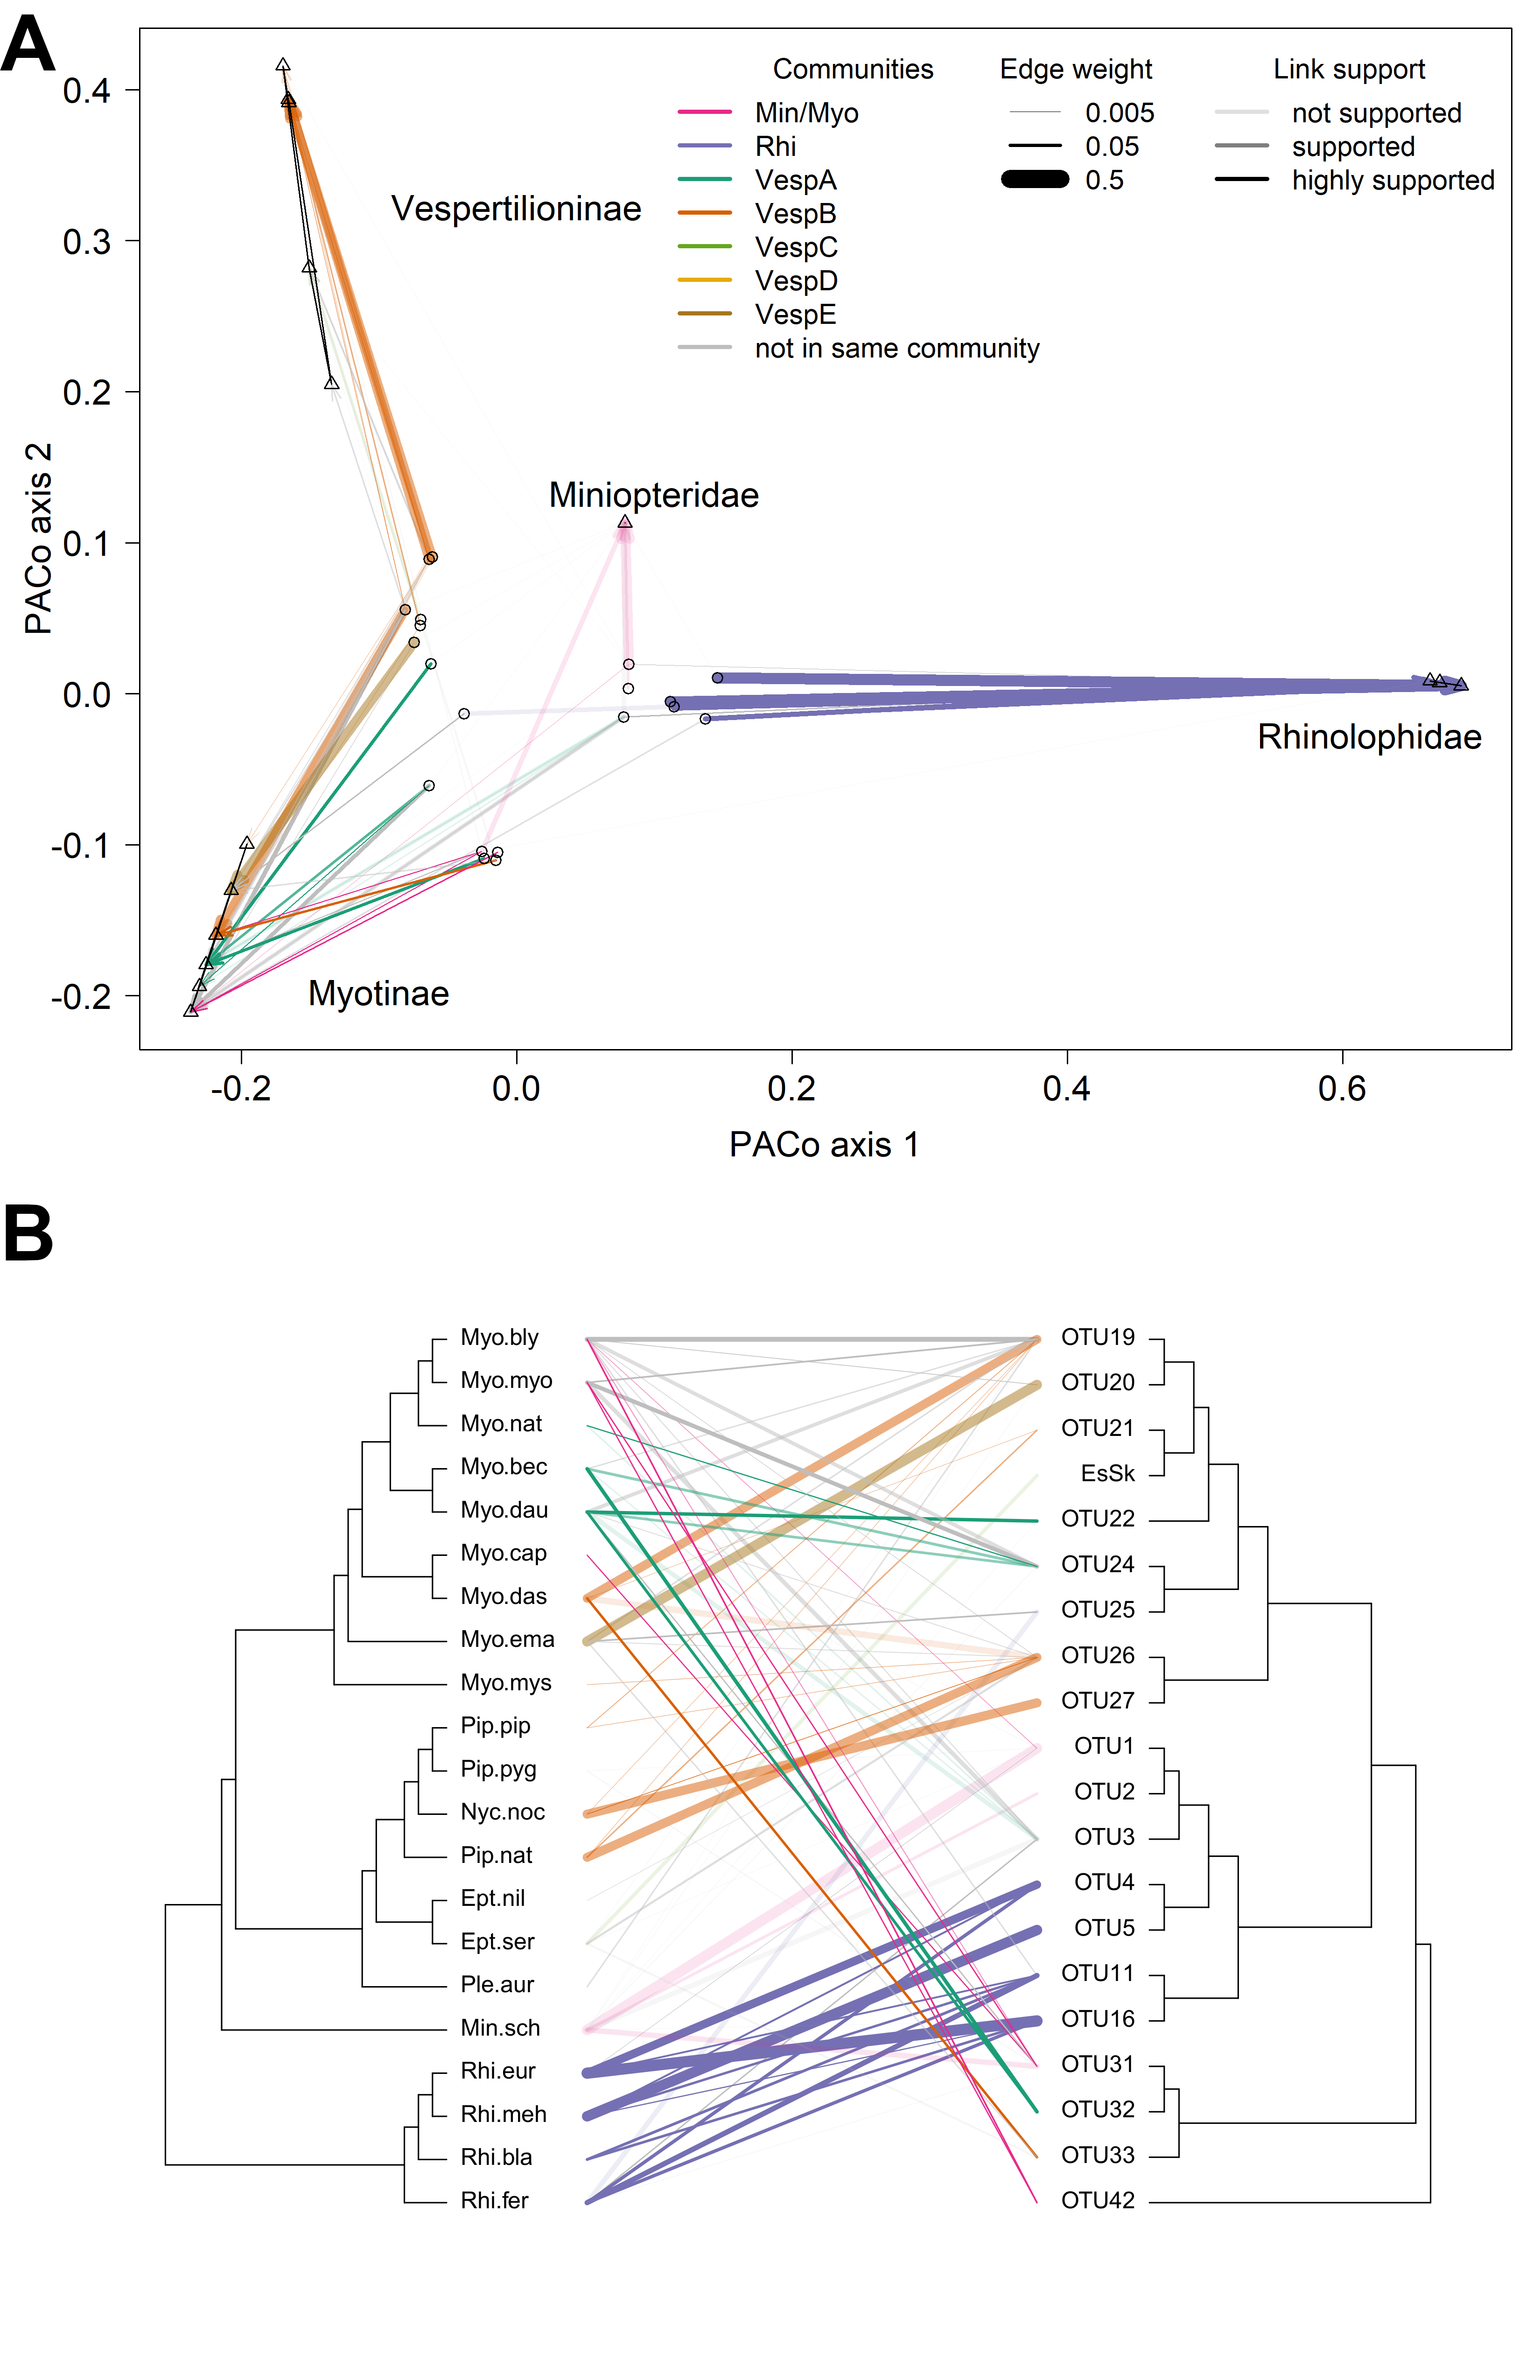 A
Communities Edge weight Link support
Min/Myo 0.005 not supported
Rhi 0.05 supported
VespA 0.5 highly supported
VespB
VespC
VespD
VespE
not in same community
Vespertilioninae
Miniopteridae
Rhinolophidae
Myotinae
0.4
0.3
0.2
0.1
0.0
-0.1
-0.2
PACo axis 2
-0.2 0.0 0.2 0.4 0.6
PACo axis 1
B
Myo.bly OTU19
Myo.myo OTU20
Myo.nat OTU21
Myo.bec EsSk
Myo.dau OTU22
Myo.cap OTU24
Myo.das OTU25
Myo.ema OTU26
Myo.mys OTU27
Pip.pip OTU1
Pip.pyg OTU2
Nyc.noc OTU3
Pip.nat OTU4
Ept.nil OTU5
Ept.ser OTU11
Ple.aur OTU16
Min.sch OTU31
Rhi.eur OTU32
Rhi.meh OTU33
Rhi.bla OTU42
Rhi.fer